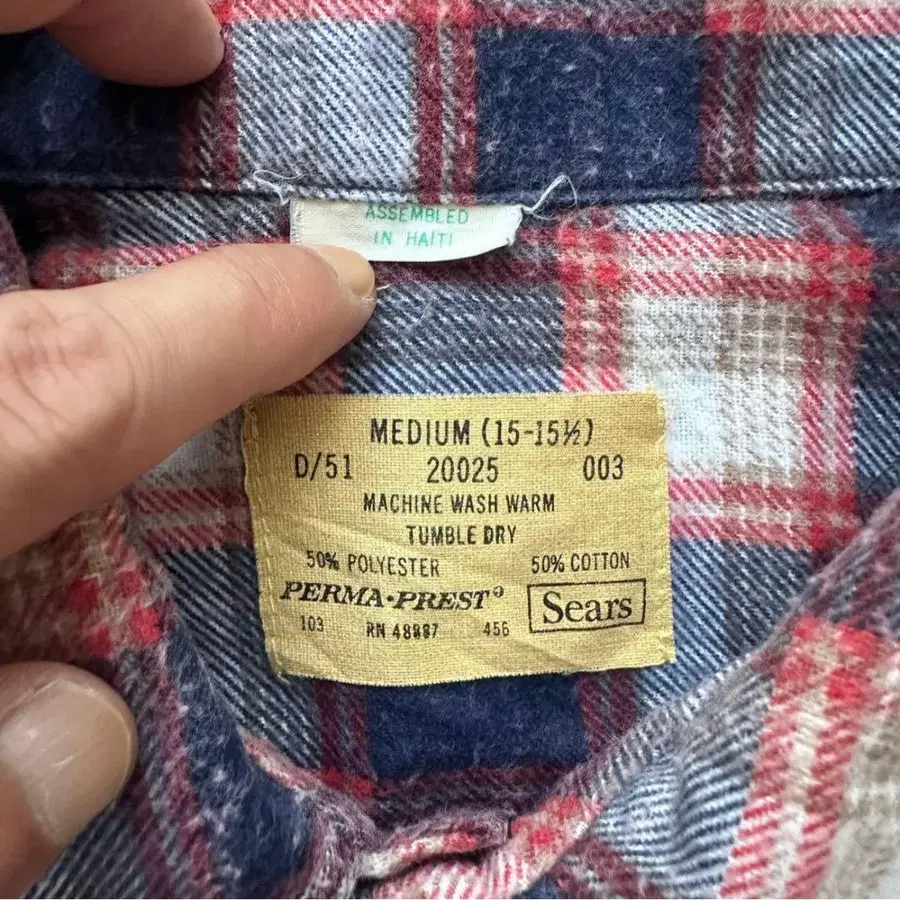 ASSEMBLED
IN HAITI
MEDIUM (15-15½)
D/51 20025 003
MACHINE WASH WARM
TUMBLE DRY
50% POLYESTER 50% COTTON
PERMA·PREST® Sears
103 RN 48887 456